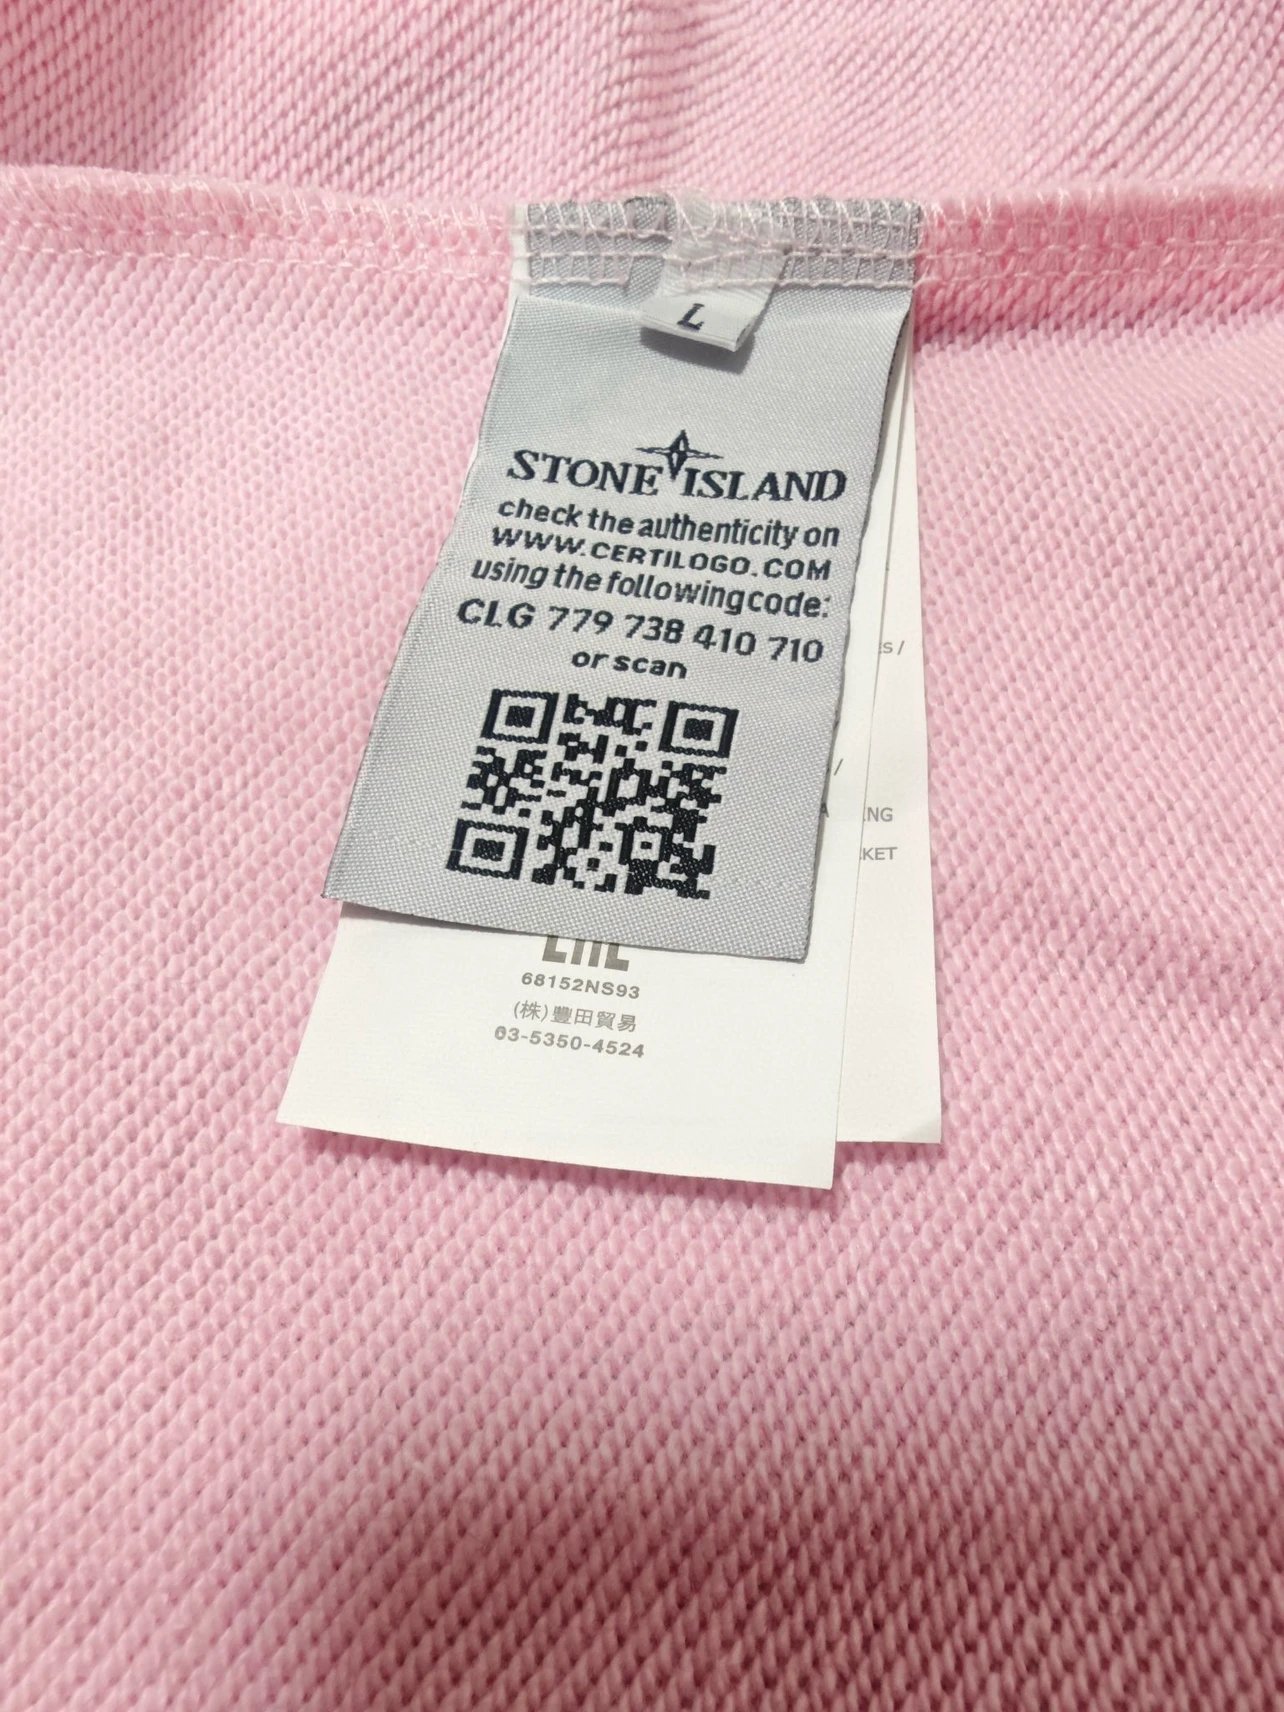 L
STONE ISLAND
check the authenticity on
WWW.CERTILOGO.COM
using the following code:
CLG 779 738 410 710
or scan
68152NS93
(株)豊田貿易
03-5350-4524